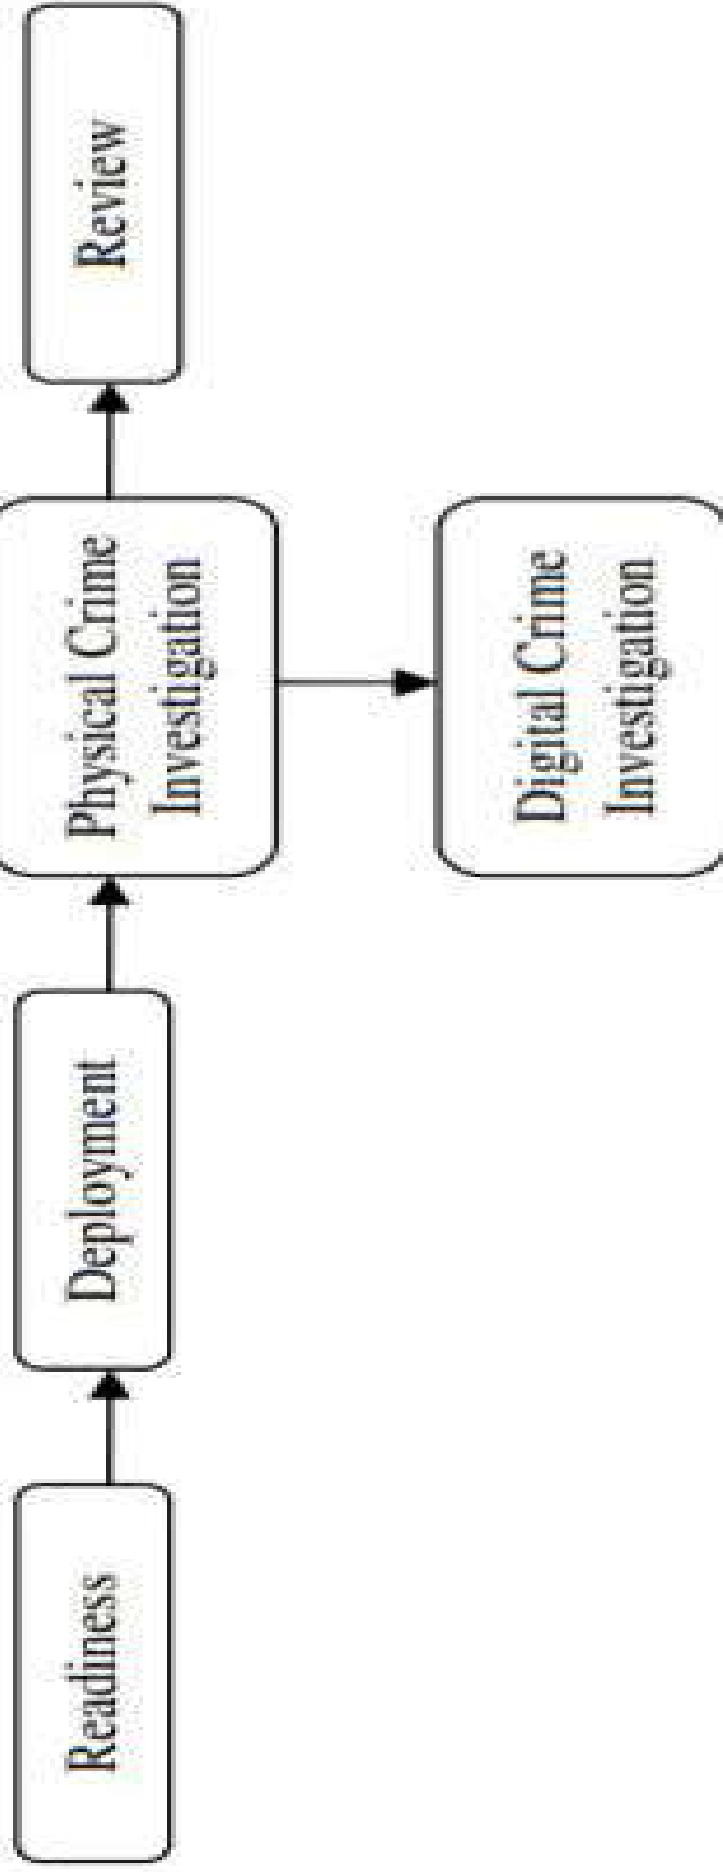 Readiness
Deployment
Physical Crime
Investigation
Review
Digital Crime
Investigation